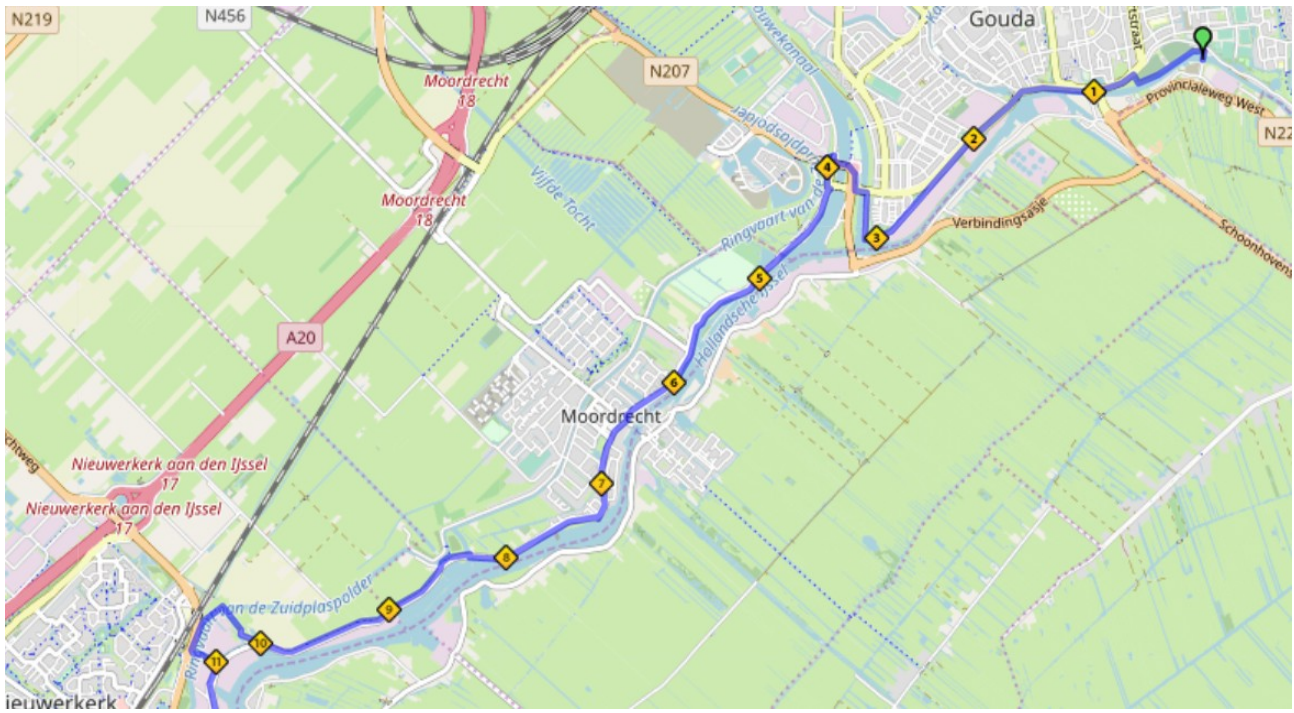 N219
N456
Gouda
N207
Moordrecht
18
Moordrecht
18
Provincialeweg West
1
2
3
4
5
6
7
8
9
10
11
Vijfde Tocht
Ringvaart van de
Verbindingsasje
Schoonhovens
Hollandsche IJssel
A20
Moordrecht
Nieuwerkerk aan den IJssel
17
Nieuwerkerk aan den IJssel
17
chtweg
an de Zuidplaspolder
ieuwerkerk